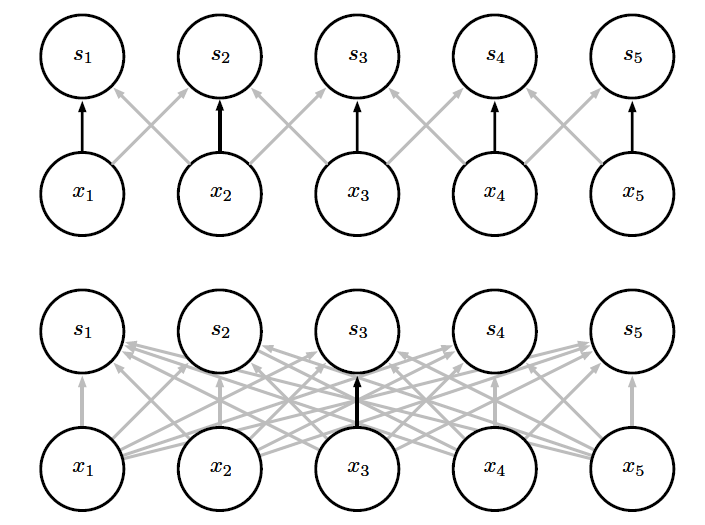 s₁ s₂ s₃ s₄ s₅
x₁ x₂ x₃ x₄ x₅
s₁ s₂ s₃ s₄ s₅
x₁ x₂ x₃ x₄ x₅